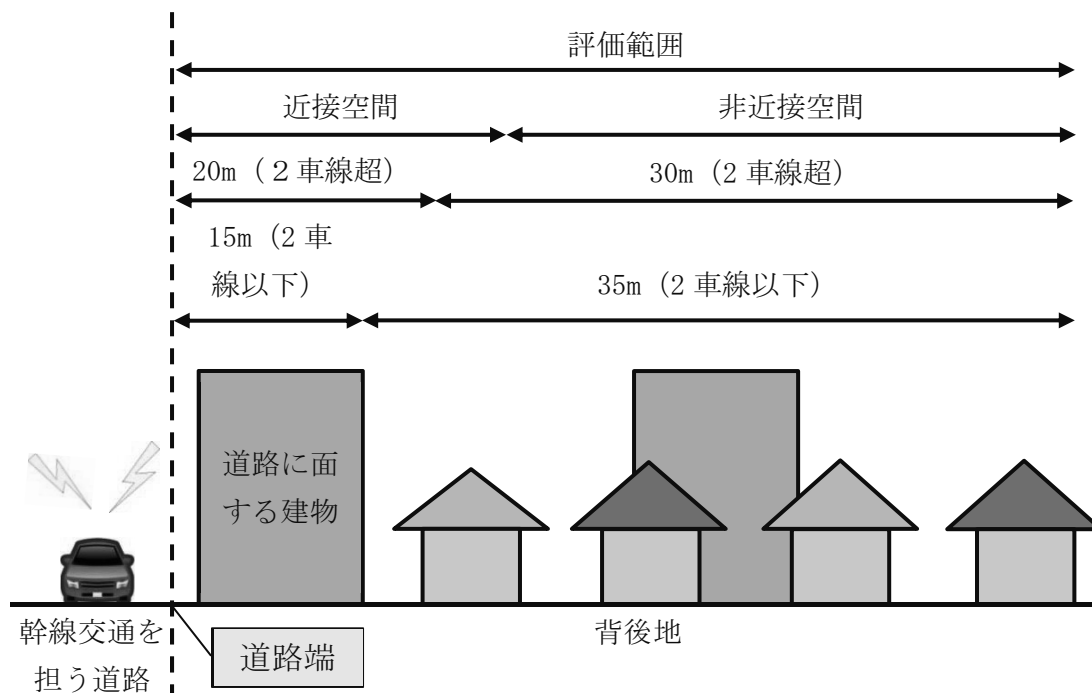 評価範囲
近接空間
非近接空間
20m（２車線超）
30m（2 車線超）
15m（2 車
線以下）
35m（2 車線以下）
道路に面
する建物
幹線交通を
担う道路
道路端
背後地